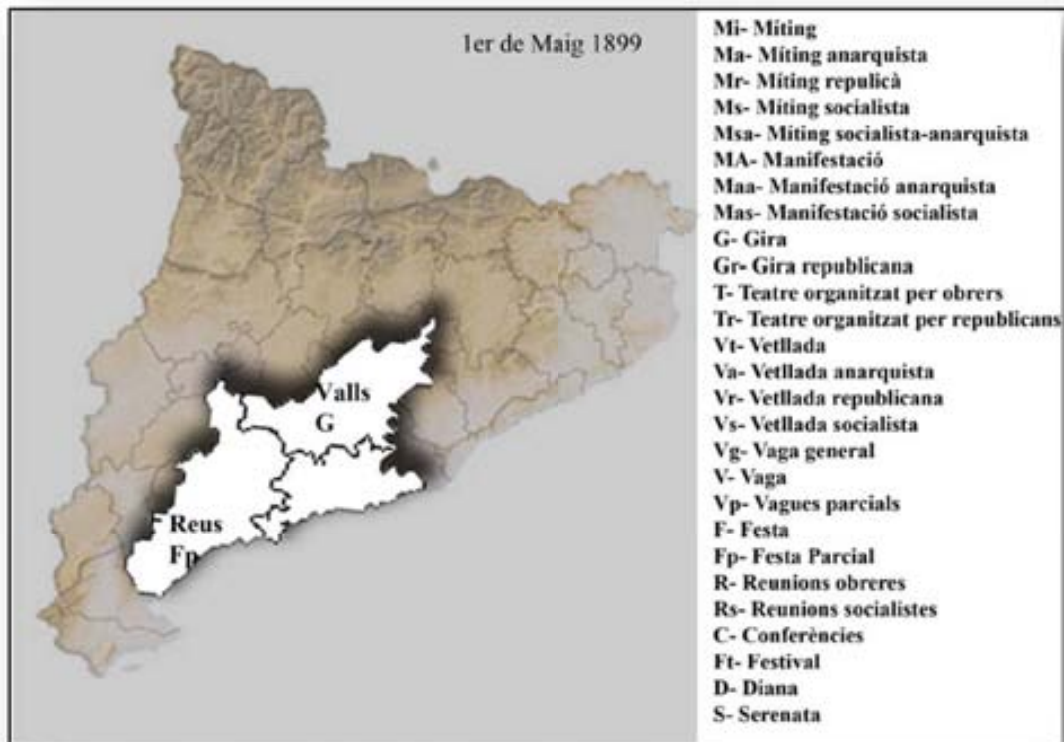 1er de Maig 1899
Valls
G
Reus
Fp
Mi- Míting
Ma- Míting anarquista
Mr- Míting repulicà
Ms- Míting socialista
Msa- Míting socialista-anarquista
MA- Manifestació
Maa- Manifestació anarquista
Mas- Manifestació socialista
G- Gira
Gr- Gira republicana
T- Teatre organitzat per obrers
Tr- Teatre organitzat per republicans
Vt- Vetllada
Va- Vetllada anarquista
Vr- Vetllada republicana
Vs- Vetllada socialista
Vg- Vaga general
V- Vaga
Vp- Vagues parcials
F- Festa
Fp- Festa Parcial
R- Reunions obreres
Rs- Reunions socialistes
C- Conferències
Ft- Festival
D- Diana
S- Serenata